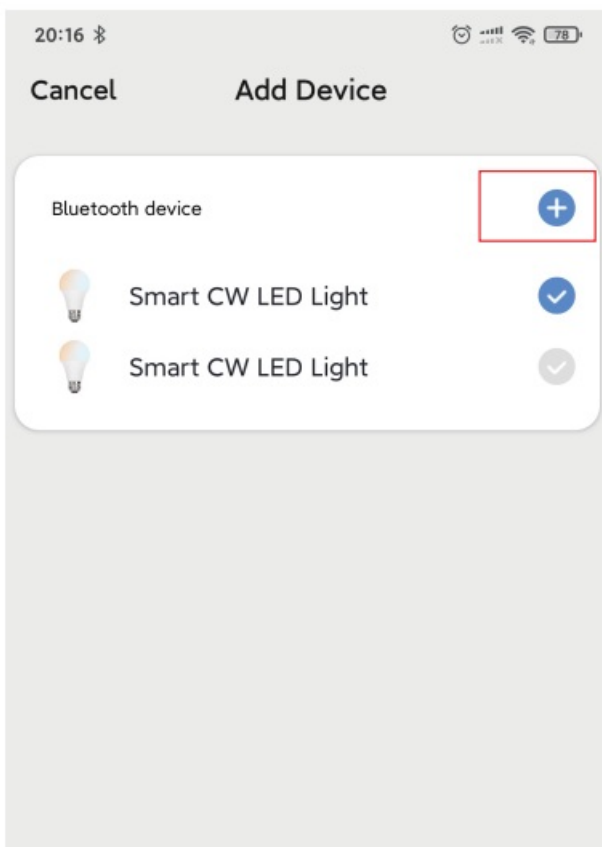 20:16 78
Cancel Add Device
Bluetooth device
Smart CW LED Light
Smart CW LED Light